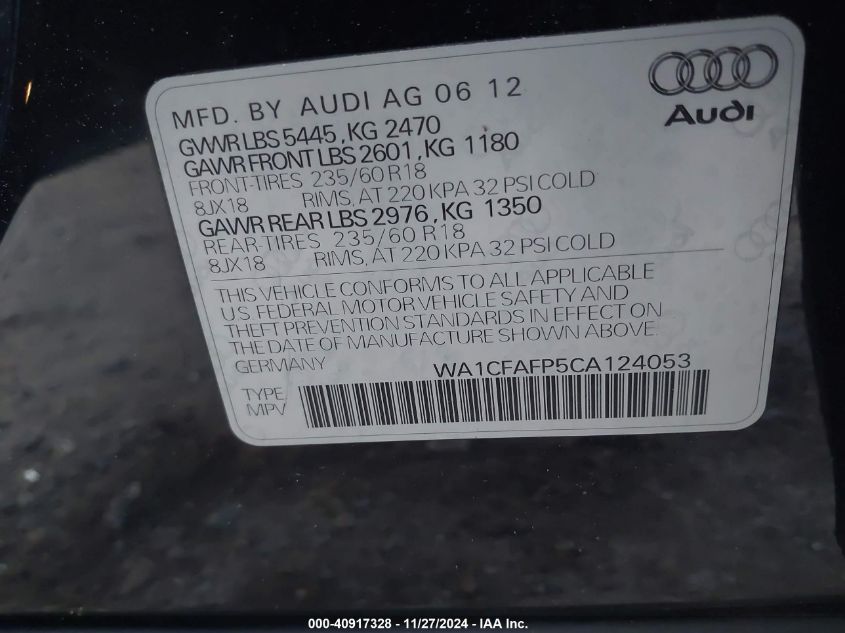 MFD. BY AUDI AG 06 12
Audi
GVWR LBS 5445, KG 2470
GAWR FRONT LBS 2601, KG 1180
FRONT-TIRES 235/60 R18
8JX18 RIMS, AT 220 KPA 32 PSI COLD
GAWR REAR LBS 2976, KG 1350
REAR-TIRES 235/60 R18
8JX18 RIMS, AT 220 KPA 32 PSI COLD
THIS VEHICLE CONFORMS TO ALL APPLICABLE
US FEDERAL MOTOR VEHICLE SAFETY AND
THEFT PREVENTION STANDARDS IN EFFECT ON
THE DATE OF MANUFACTURE SHOWN ABOVE.
GERMANY WA1CFAFP5CA124053
TYPE
MPV
000-40917328 - 11/27/2024 - IAA Inc.